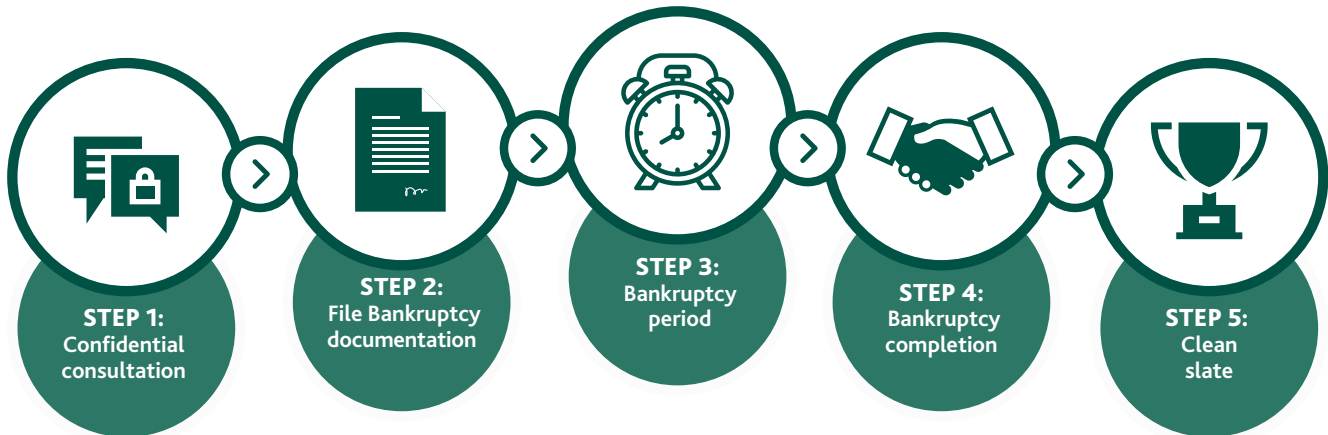 STEP 1:
Confidential
consultation
STEP 2:
File Bankruptcy
documentation
STEP 3:
Bankruptcy
period
STEP 4:
Bankruptcy
completion
STEP 5:
Clean
slate